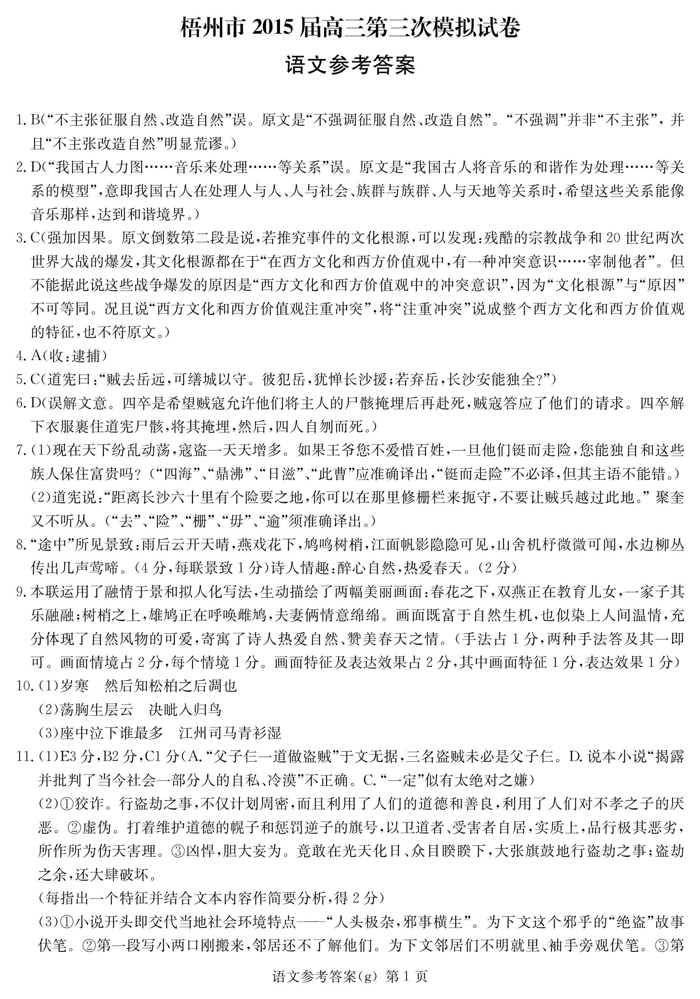 梧州市 2015 届高三第三次模拟试卷
语文参考答案
1. B(“不主张征服自然、改造自然”误。原文是“不强调征服自然、改造自然”。“不强调”并非“不主张”, 并
且“不主张改造自然”明显荒谬。)
2. D(“我国古人力图……音乐来处理……等关系”误。原文是“我国古人将音乐的和谐作为处理……等关
系的模型”,意即我国古人在处理人与人、人与社会、族群与族群、人与天地等关系时,希望这些关系能像
音乐那样,达到和谐境界。)
3. C(强加因果。原文倒数第二段是说,若推究事件的文化根源,可以发现:残酷的宗教战争和 20 世纪两次
世界大战的爆发,其文化根源都在于“在西方文化和西方价值观中,有一种冲突意识……宰制他者”。但
不能据此说这些战争爆发的原因是“西方文化和西方价值观中的冲突意识”,因为“文化根源”与“原因”
不可等同。况且说“西方文化和西方价值观注重冲突”,将“注重冲突”说成整个西方文化和西方价值观
的特征,也不符原文。)
4. A(收:逮捕)
5. C(道宪曰:“贼去岳远,可缮城以守。彼犯岳,犹惮长沙援;若弃岳,长沙安能独全?”)
6. D(误解文意。四卒是希望贼寇允许他们将主人的尸骸掩埋后再赴死,贼寇答应了他们的请求。四卒解
下衣服裹住道宪尸骸,将其掩埋,然后,四人自刎而死。)
7. (1)现在天下纷乱动荡,寇盗一天天增多。如果王爷您不爱惜百姓,一旦他们铤而走险,您能独自和这些
族人保住富贵吗? (“四海”、“鼎沸”、“日滋”、“此曹”应准确译出,“铤而走险”不必译,但其主语不能错。)
(2)道宪说:“距离长沙六十里有个险要之地,你可以在那里修栅栏来扼守,不要让贼兵越过此地。” 聚奎
又不听从。(“去”、“险”、“栅”、“毋”、“逾”须准确译出。)
8. “途中”所见景致:雨后云开天晴,燕戏花下,鸠鸣树梢,江面帆影隐隐可见,山舍机杼微微可闻,水边柳丛
传出几声莺啼。(4 分,每联景致 1 分)诗人情趣:醉心自然,热爱春天。(2 分)
9. 本联运用了融情于景和拟人化写法,生动描绘了两幅美丽画面:春花之下,双燕正在教育儿女,一家子其
乐融融;树梢之上,雄鸠正在呼唤雌鸠,夫妻俩情意绵绵。画面既富于自然生机,也似染上人间温情,充
分体现了自然风物的可爱,寄寓了诗人热爱自然、赞美春天之情。(手法占 1 分,两种手法答及其一即
可。画面情境占 2 分,每个情境 1 分。画面特征及表达效果占 2 分,其中画面特征 1 分,表达效果 1 分)
10. (1)岁寒　然后知松柏之后凋也
(2)荡胸生层云　决眦入归鸟
(3)座中泣下谁最多　江州司马青衫湿
11. (1)E3 分,B2 分,C1 分(A. “父子仨一道做盗贼”于文无据,三名盗贼未必是父子仨。D. 说本小说“揭露
并批判了当今社会一部分人的自私、冷漠”不正确。C. “一定”似有太绝对之嫌)
(2)①狡诈。行盗劫之事,不仅计划周密,而且利用了人们的道德和善良,利用了人们对不孝之子的厌
恶。②虚伪。打着维护道德的幌子和惩罚逆子的旗号,以卫道者、受害者自居,实质上,品行极其恶劣,
所作所为伤天害理。③凶悍,胆大妄为。竟敢在光天化日、众目睽睽下,大张旗鼓地行盗劫之事;盗劫
之余,还大肆破坏。
(每指出一个特征并结合文本内容作简要分析,得 2 分)
(3)①小说开头即交代当地社会环境特点——“人头极杂,邪事横生”。为下文这个邪乎的“绝盗”故事
伏笔。②第一段写小两口刚搬来,邻居还不了解他们。为下文邻居们不明就里、袖手旁观伏笔。③第
语文参考答案(g) 第 1 页